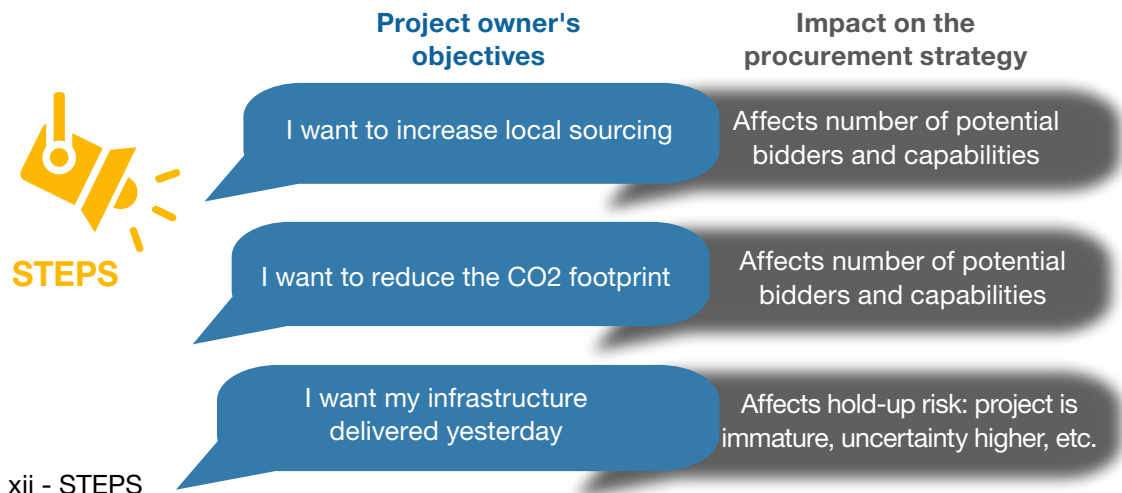 Project owner's
objectives
Impact on the
procurement strategy
I want to increase local sourcing
Affects number of potential
bidders and capabilities
STEPS
I want to reduce the CO2 footprint
Affects number of potential
bidders and capabilities
I want my infrastructure
delivered yesterday
Affects hold-up risk: project is
immature, uncertainty higher, etc.
xii - STEPS